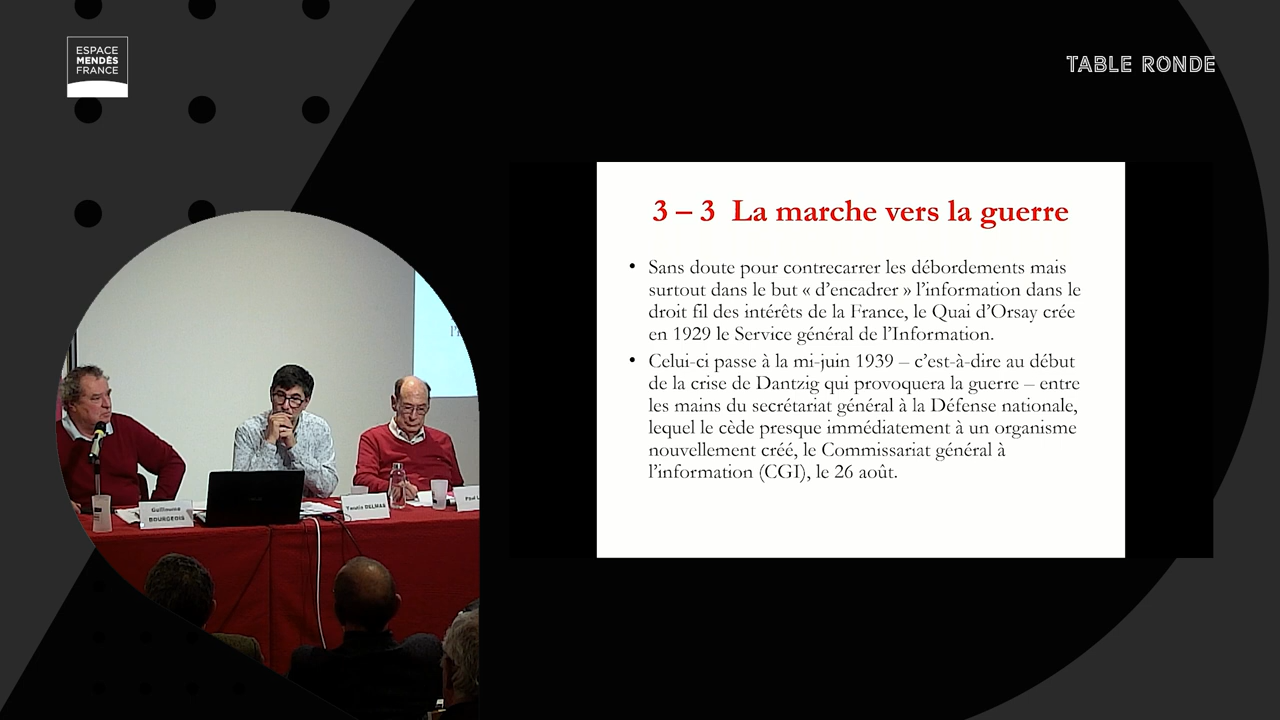 ESPACE
MENDÈS
FRANCE
TABLE RONDE
3 – 3 La marche vers la guerre
• Sans doute pour contrecarrer les débordements mais
surtout dans le but « d’encadrer » l’information dans le
droit fil des intérêts de la France, le Quai d’Orsay crée
en 1929 le Service général de l’Information.
• Celui-ci passe à la mi-juin 1939 – c’est-à-dire au début
de la crise de Dantzig qui provoquera la guerre – entre
les mains du secrétariat général à la Défense nationale,
lequel le cède presque immédiatement à un organisme
nouvellement créé, le Commissariat général à
l’information (CGI), le 26 août.
Guillaume
BOURGEOIS
DELMAS
Paul